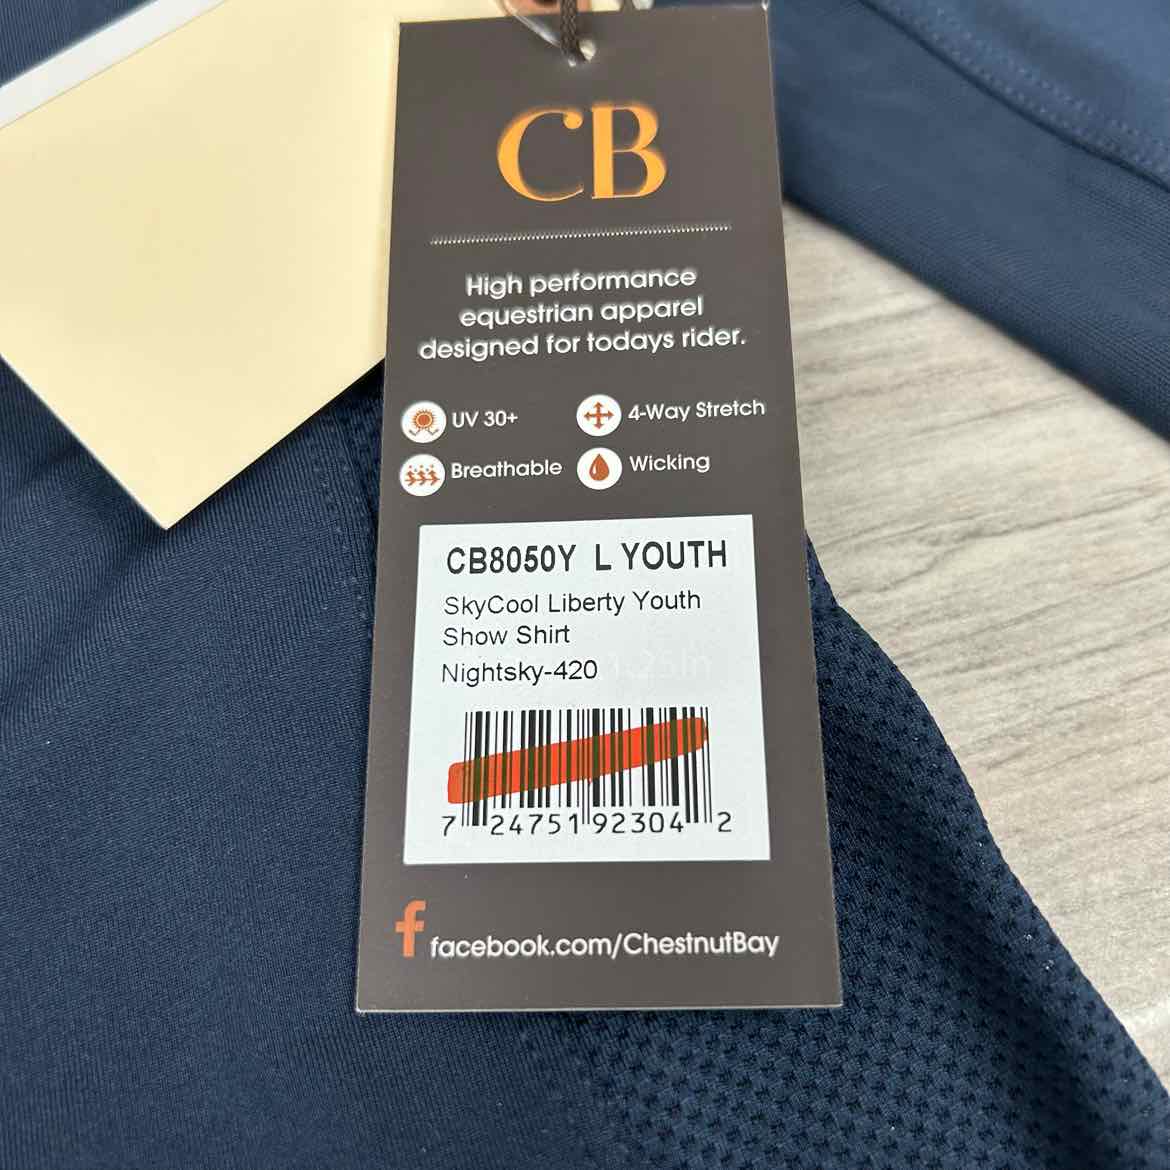 CB
High performance
equestrian apparel
designed for todays rider.
UV 30+
4-Way Stretch
Breathable
Wicking
CB8050Y L YOUTH
SkyCool Liberty Youth
Show Shirt
Nightsky-420
7 24751 92304 2
f facebook.com/ChestnutBay